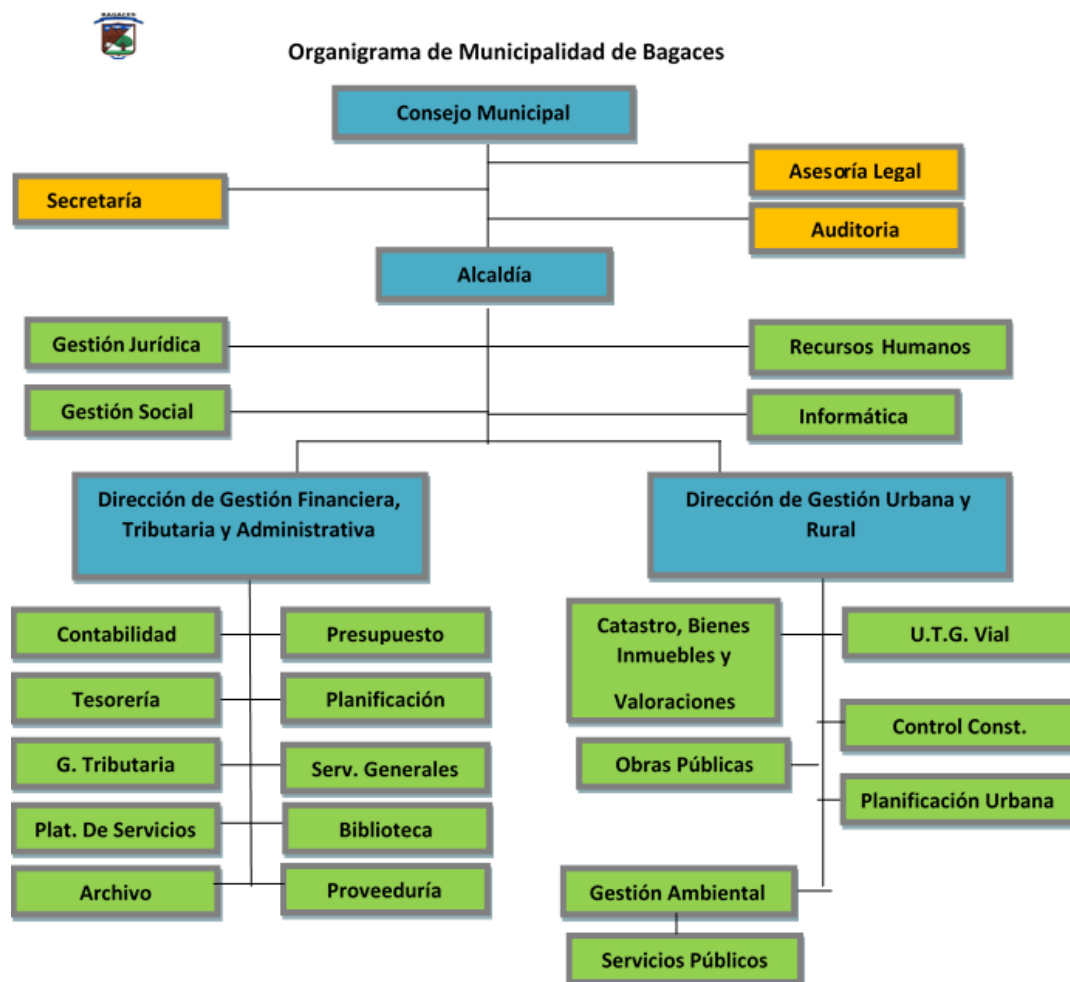 BAGACES
Organigrama de Municipalidad de Bagaces
Consejo Municipal
Asesoría Legal
Secretaría
Auditoria
Alcaldía
Gestión Jurídica
Recursos Humanos
Gestión Social
Informática
Dirección de Gestión Financiera,
Tributaria y Administrativa
Dirección de Gestión Urbana y
Rural
Contabilidad
Presupuesto
Tesorería
Planificación
G. Tributaria
Serv. Generales
Plat. De Servicios
Biblioteca
Archivo
Proveeduría
Catastro, Bienes
Inmuebles y
Valoraciones
U.T.G. Vial
Control Const.
Obras Públicas
Planificación Urbana
Gestión Ambiental
Servicios Públicos